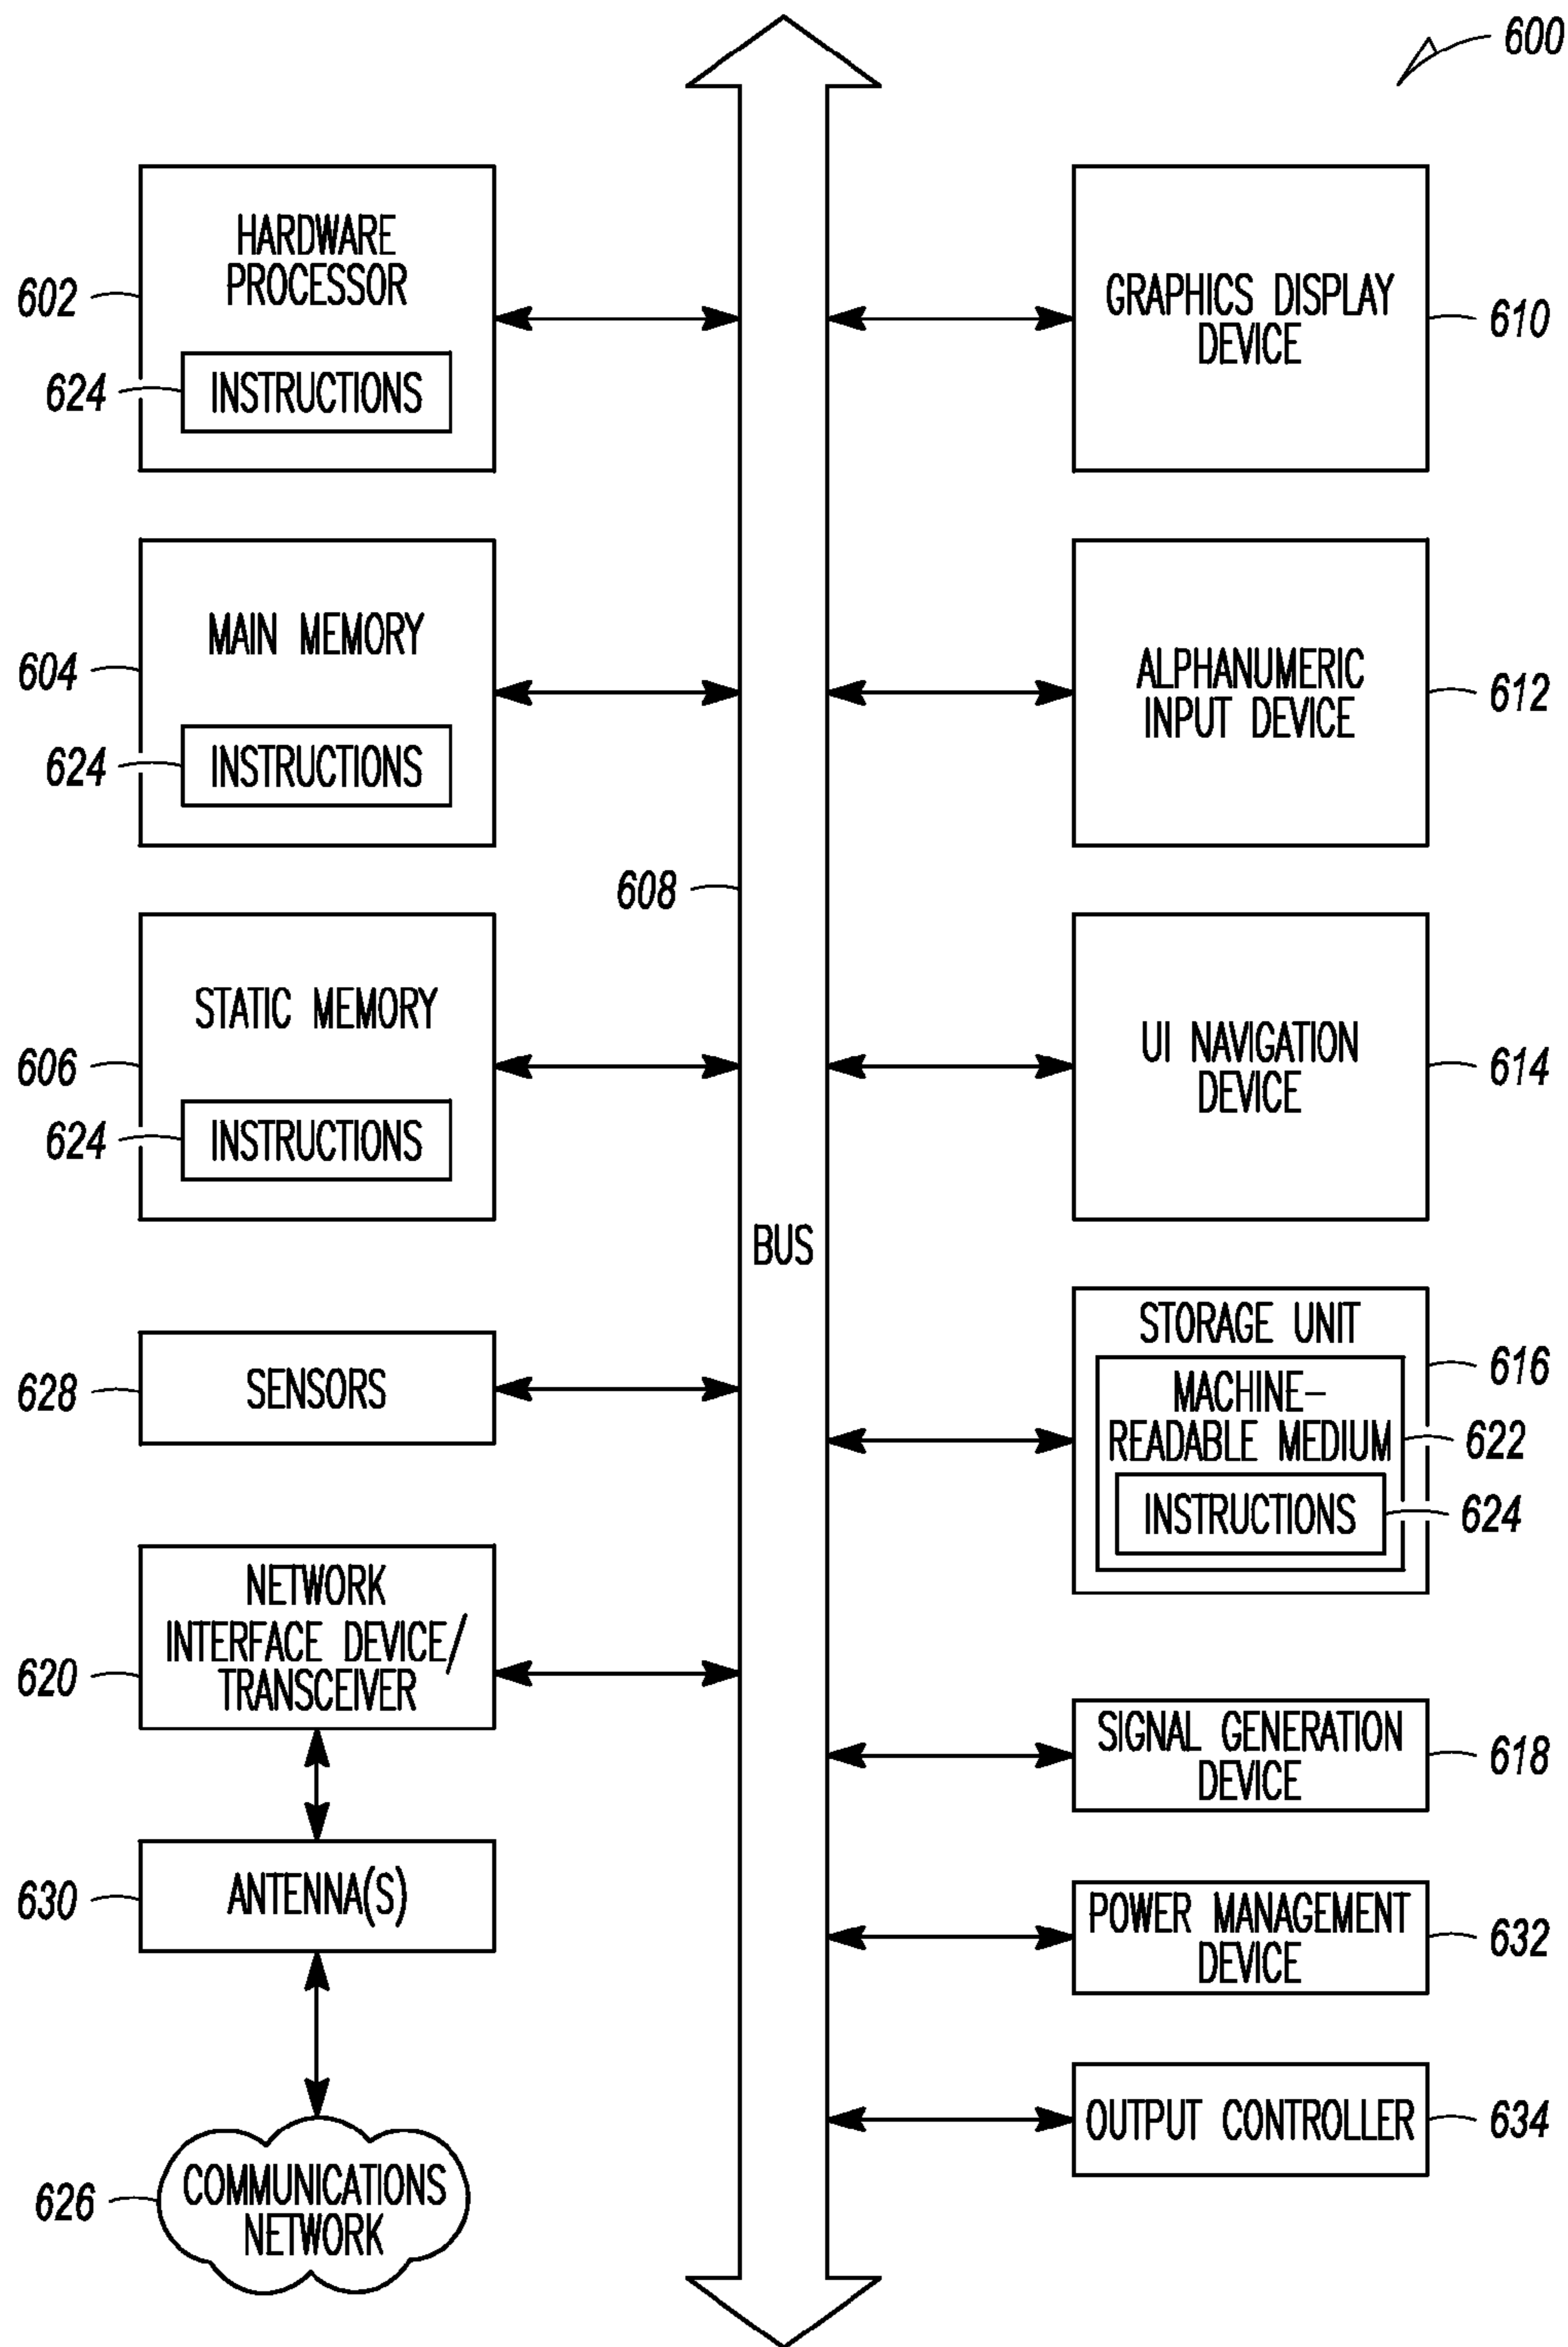 600
HARDWARE
PROCESSOR
602
624
INSTRUCTIONS
MAIN MEMORY
604
624
INSTRUCTIONS
STATIC MEMORY
606
624
INSTRUCTIONS
628
SENSORS
NETWORK
INTERFACE DEVICE/
TRANSCEIVER
620
630
ANTENNA(S)
626
COMMUNICATIONS
NETWORK
608
BUS
GRAPHICS DISPLAY
DEVICE
610
ALPHANUMERIC
INPUT DEVICE
612
UI NAVIGATION
DEVICE
614
STORAGE UNIT
616
MACHINE-
READABLE MEDIUM
622
INSTRUCTIONS
624
SIGNAL GENERATION
DEVICE
618
POWER MANAGEMENT
DEVICE
632
OUTPUT CONTROLLER
634